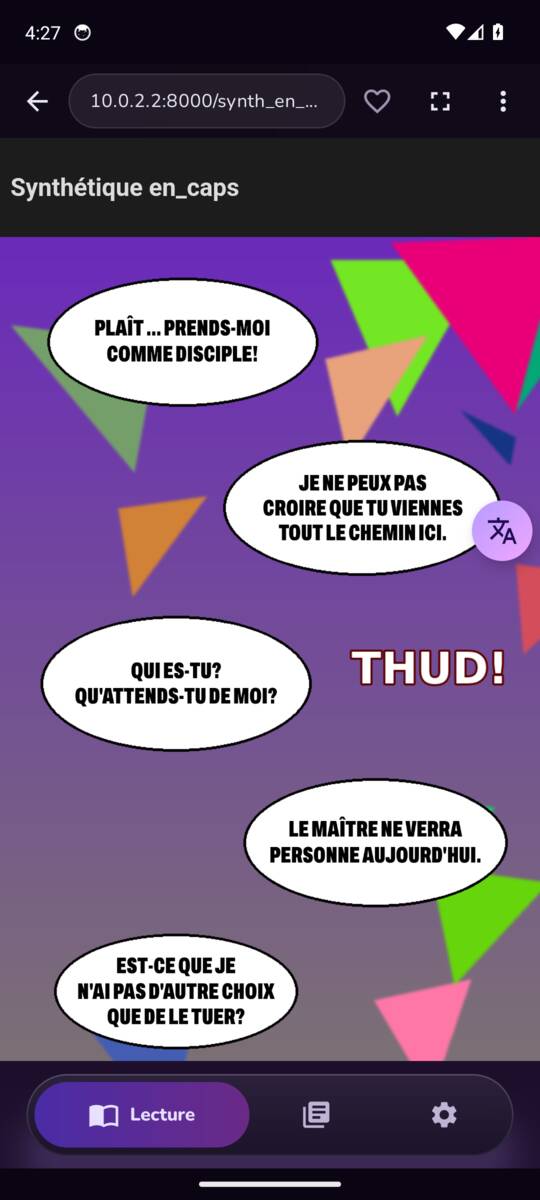 4:27
10.0.2.2:8000/synth_en_...
Synthétique en_caps
PLAÎT ... PRENDS-MOI
COMME DISCIPLE!
JE NE PEUX PAS
CROIRE QUE TU VIENNES
TOUT LE CHEMIN ICI.
QUI ES-TU?
QU'ATTENDS-TU DE MOI?
THUD!
LE MAÎTRE NE VERRA
PERSONNE AUJOURD'HUI.
EST-CE QUE JE
N'AI PAS D'AUTRE CHOIX
QUE DE LE TUER?
Lecture